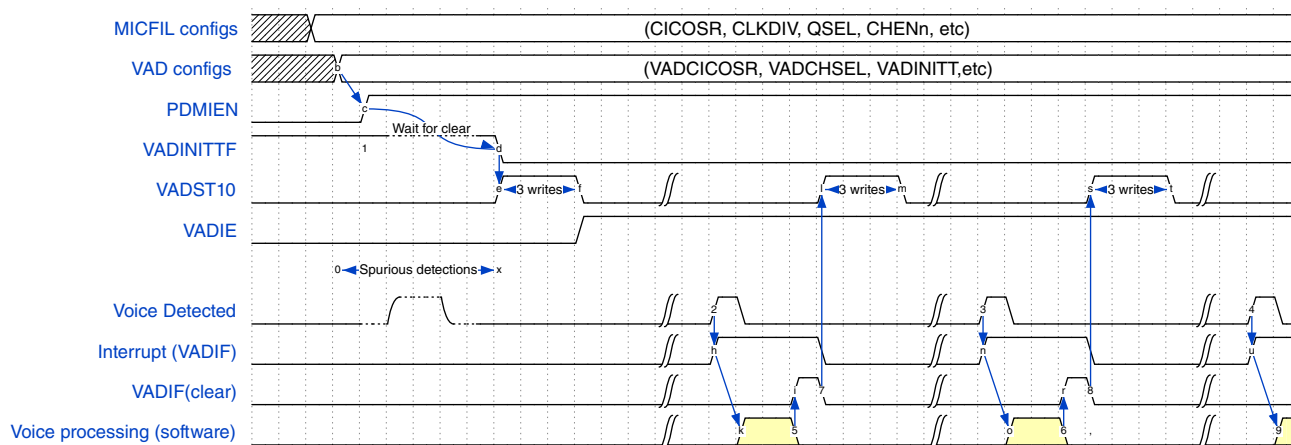 MICFIL configs (CICOSR, CLKDIV, QSEL, CHENn, etc)
VAD configs b (VADCICOSR, VADCHSEL, VADINITT,etc)
PDMIEN c
Wait for clear
VADINITTF 1 d
VADST10 e 3 writes f l 3 writes m s 3 writes t
VADIE
0 Spurious detections x
Voice Detected 2 3 4
Interrupt (VADIF) h n u
VADIF(clear) i 7 r 8
Voice processing (software) k 5 o 6 , 9